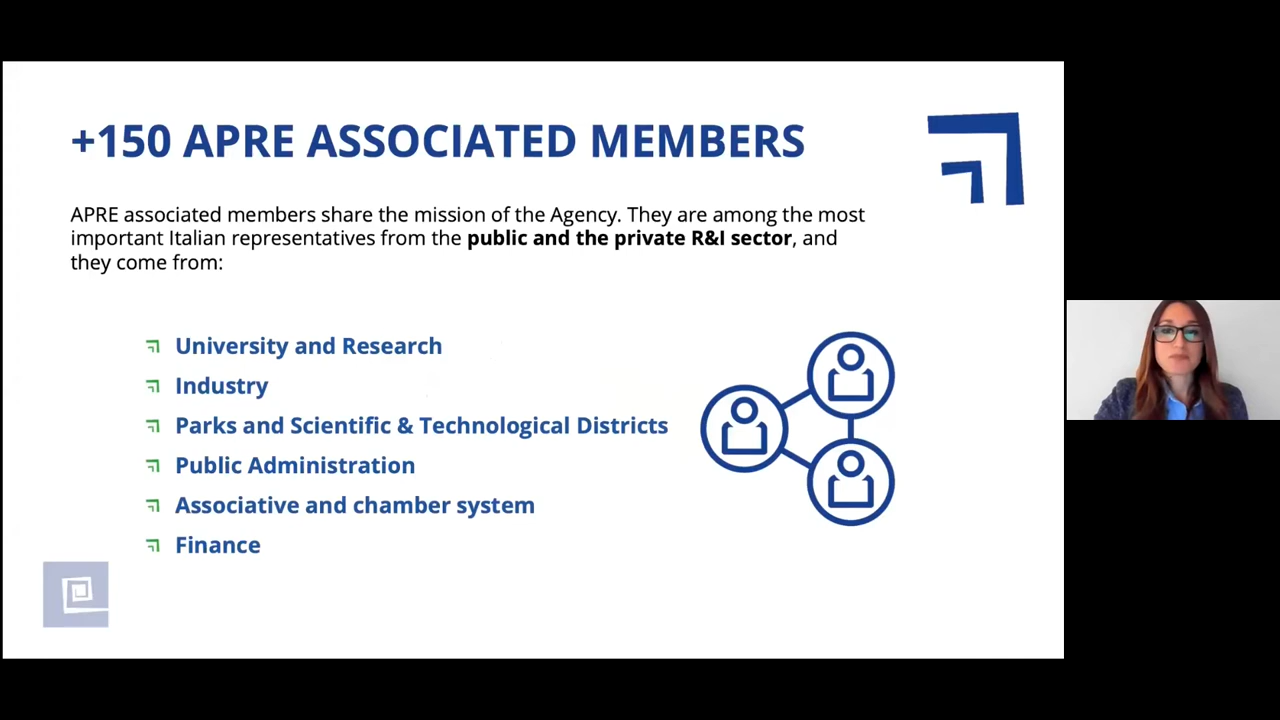 +150 APRE ASSOCIATED MEMBERS
APRE associated members share the mission of the Agency. They are among the most
important Italian representatives from the public and the private R&I sector, and
they come from:
University and Research
Industry
Parks and Scientific & Technological Districts
Public Administration
Associative and chamber system
Finance